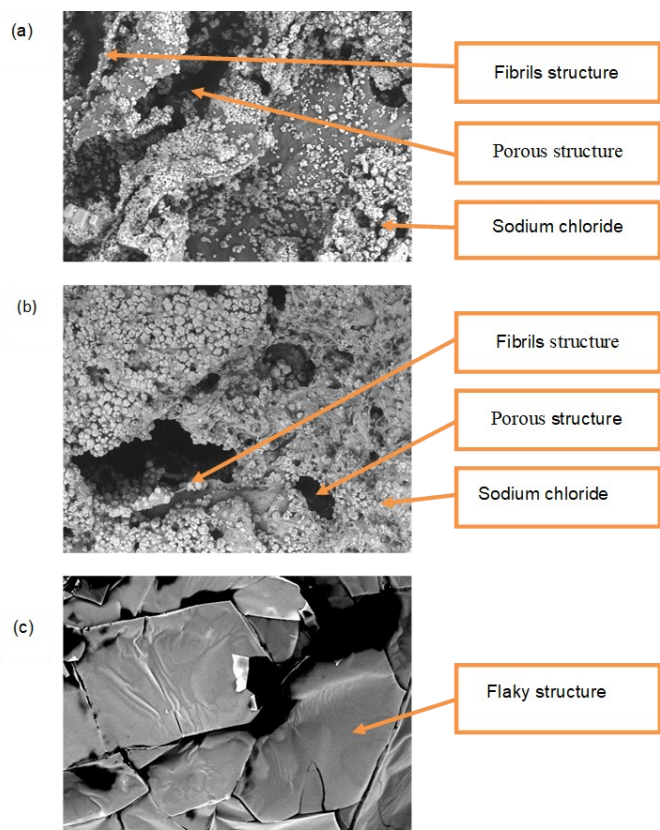 (a)
Fibrils structure
Porous structure
Sodium chloride
(b)
Fibrils structure
Porous structure
Sodium chloride
(c)
Flaky structure